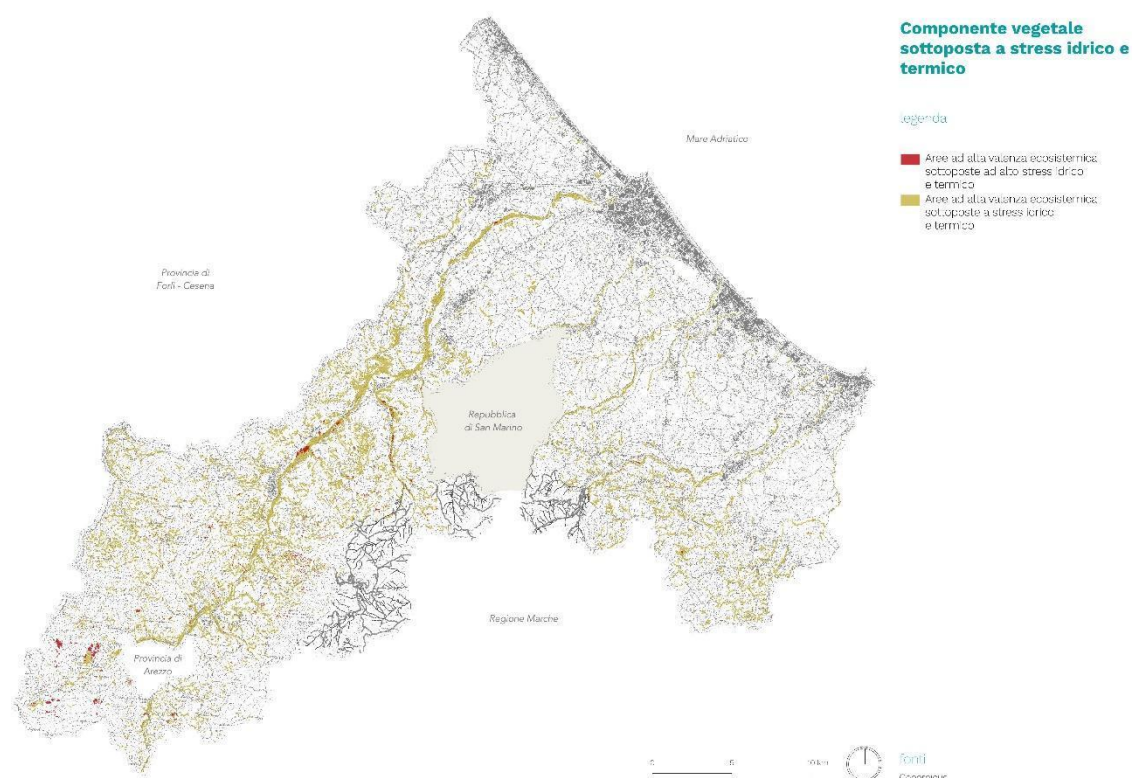 Componente vegetale
sottoposta a stress idrico e
termico
legenda
Aree ad alta valenza ecosistemica
sottoposte ad alto stress idrico
e termico
Aree ad alta valenza ecosistemica
sottoposte a stress idrico
e termico
Mare Adriatico
Provincia di
Forlì - Cesena
Repubblica
di San Marino
Regione Marche
Provincia di
Arezzo
0 5 10 km
fonti
Copernicus